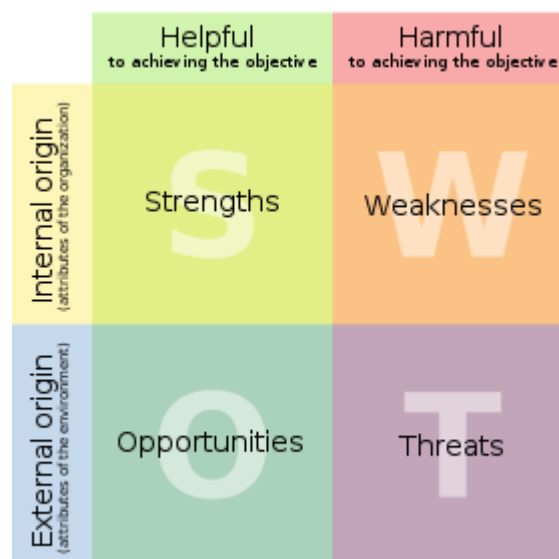 Helpful
to achieving the objective
Harmful
to achieving the objective
Internal origin
(attributes of the organization)
S
Strengths
W
Weaknesses
External origin
(attributes of the environment)
O
Opportunities
T
Threats